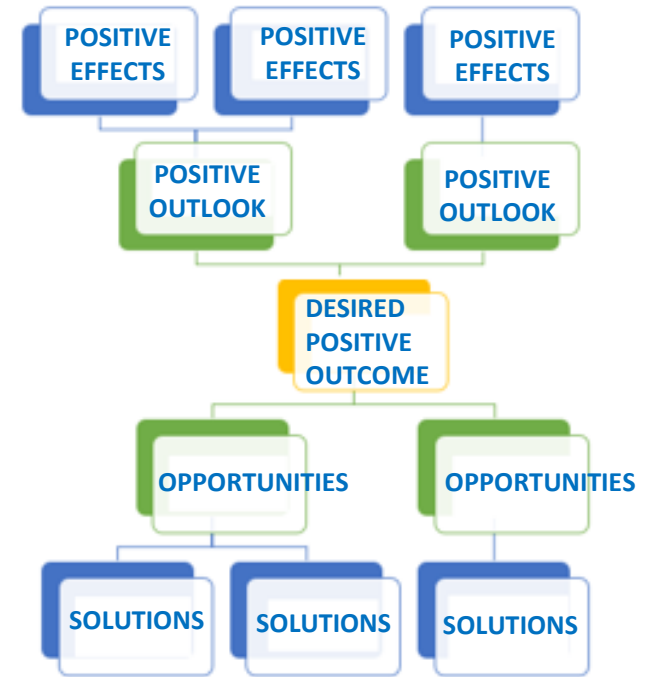 POSITIVE
EFFECTS
POSITIVE
EFFECTS
POSITIVE
EFFECTS
POSITIVE
OUTLOOK
POSITIVE
OUTLOOK
DESIRED
POSITIVE
OUTCOME
OPPORTUNITIES
OPPORTUNITIES
SOLUTIONS
SOLUTIONS
SOLUTIONS